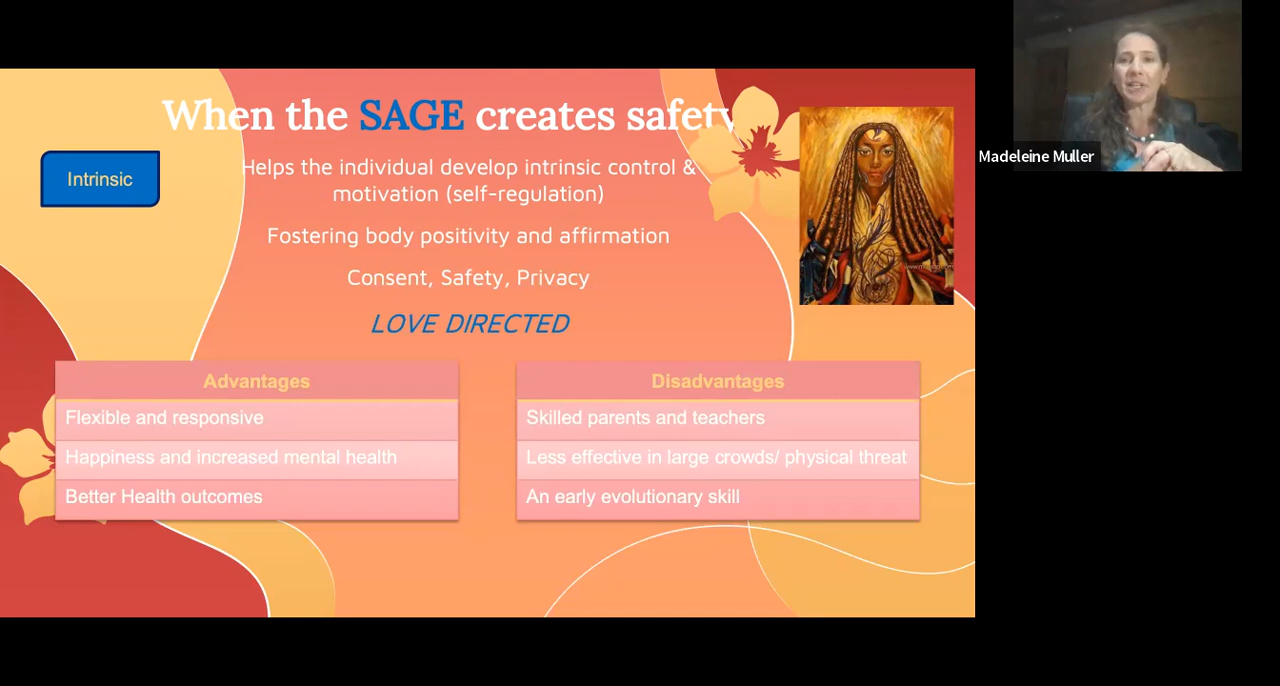 When the SAGE creates safety
Intrinsic
Helps the individual develop intrinsic control &
motivation (self-regulation)
Fostering body positivity and affirmation
Consent, Safety, Privacy
LOVE DIRECTED
Advantages
Flexible and responsive
Happiness and increased mental health
Better Health outcomes
Disadvantages
Skilled parents and teachers
Less effective in large crowds/ physical threat
An early evolutionary skill
Madeleine Muller